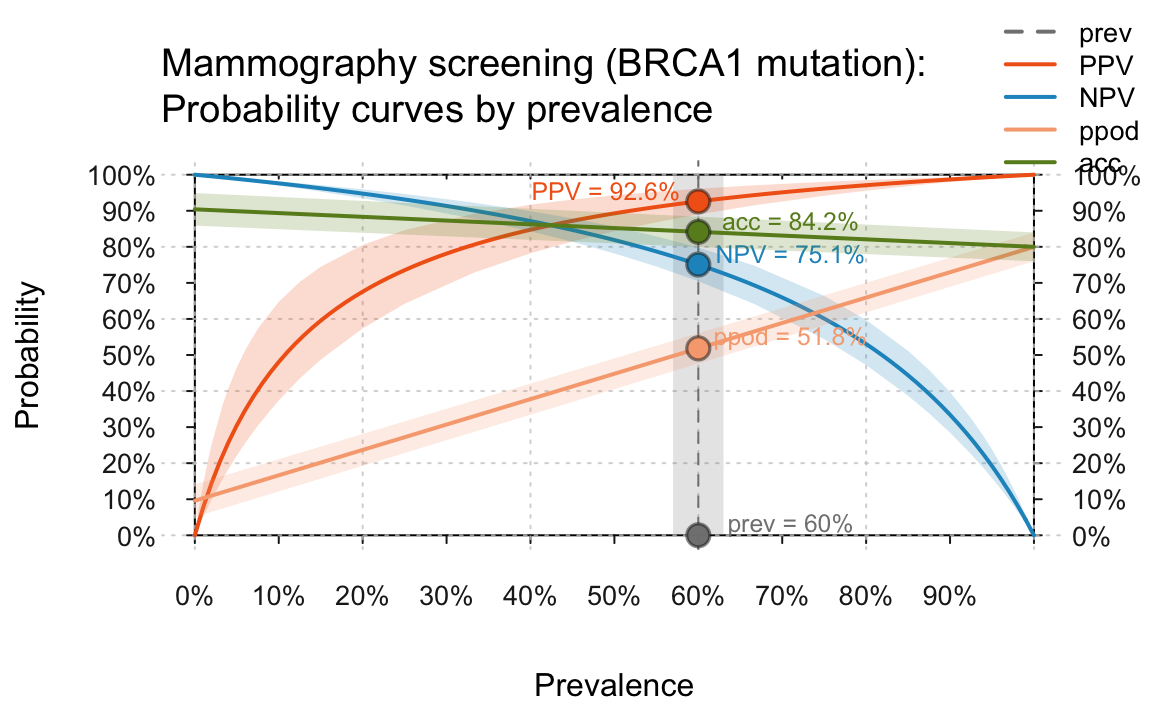 Mammography screening (BRCA1 mutation):
Probability curves by prevalence
prev
PPV
NPV
ppod
acc
Probability
100%
90%
80%
70%
60%
50%
40%
30%
20%
10%
0%
PPV = 92.6%
acc = 84.2%
NPV = 75.1%
ppod = 51.8%
prev = 60%
100%
90%
80%
70%
60%
50%
40%
30%
20%
10%
0%
0% 10% 20% 30% 40% 50% 60% 70% 80% 90%
Prevalence